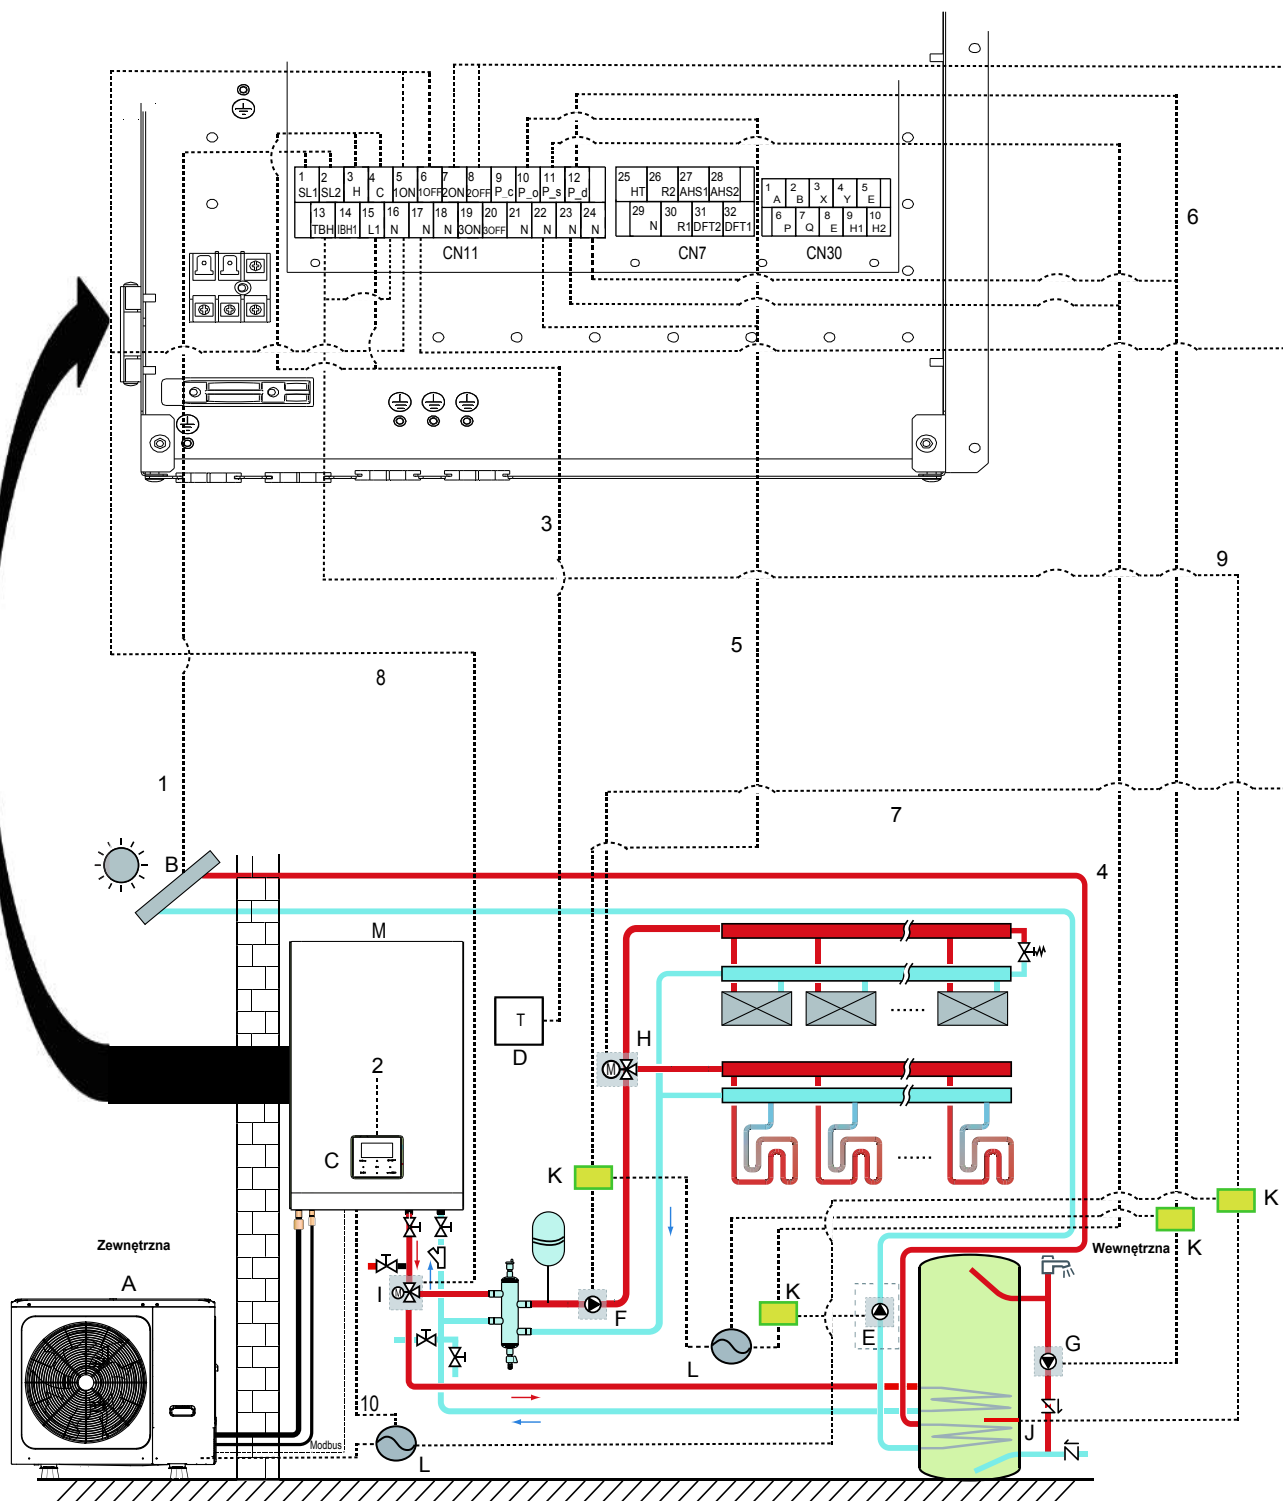 1 2 3 4 5 6 7 8 9 10 11 12
SL1 SL2 H C 1ON 1OFF 2ON 2OFF P_c P_o P_s P_d
13 14 15 16 17 18 19 20 21 22 23 24
TBH IBH1 L1 N N N 3ON 3OFF N N N N
CN11
25 26 27 28
HT R2 AHS1 AHS2
29 30 31 32
N R1 DFT2 DFT1
CN7
1 2 3 4 5
A B X Y E
6 7 8 9 10
P Q E H1 H2
CN30
6
3
9
5
8
1
7
B
4
M
H
T
D
2
C
K
K
K
Zewnętrzna
Wewnętrzna
A
M
I
M
K
F
E
G
L
10
J
Modbus
L